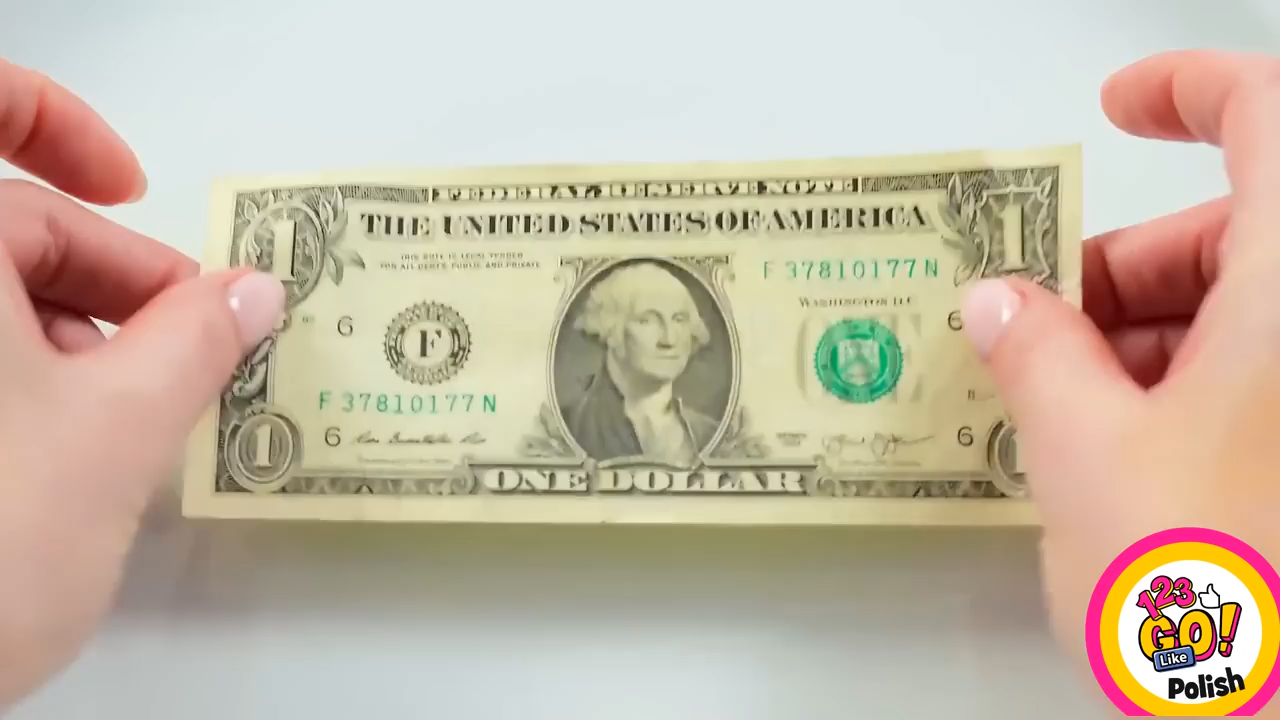 FEDERAL RESERVE NOTE
THE UNITED STATES OF AMERICA
1
1
THIS NOTE IS LEGAL TENDER
FOR ALL DEBTS, PUBLIC AND PRIVATE
F 37810177 N
WASHINGTON, D.C.
6
F
6
F 37810177 N
6
6
1
ONE DOLLAR
123
GO!
Like
Polish